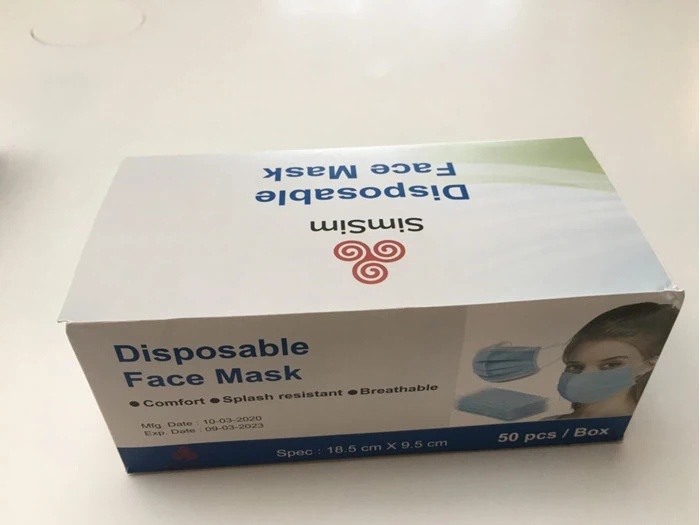 SimSim
Disposable
Face Mask
Disposable
Face Mask
● Comfort ● Splash resistant ● Breathable
Mfg. Date : 10-03-2020
Exp. Date : 09-03-2023
Spec : 18.5 cm X 9.5 cm
50 pcs / Box